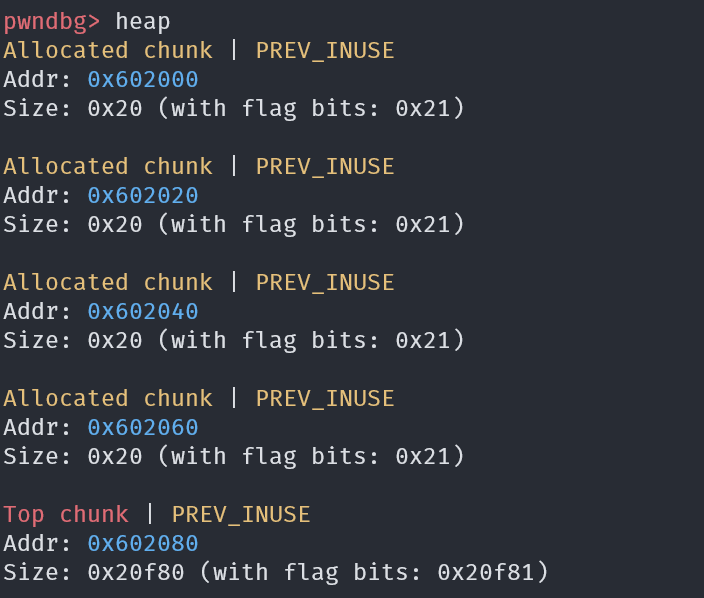 pwndbg> heap
Allocated chunk | PREV_INUSE
Addr: 0x602000
Size: 0x20 (with flag bits: 0x21)
Allocated chunk | PREV_INUSE
Addr: 0x602020
Size: 0x20 (with flag bits: 0x21)
Allocated chunk | PREV_INUSE
Addr: 0x602040
Size: 0x20 (with flag bits: 0x21)
Allocated chunk | PREV_INUSE
Addr: 0x602060
Size: 0x20 (with flag bits: 0x21)
Top chunk | PREV_INUSE
Addr: 0x602080
Size: 0x20f80 (with flag bits: 0x20f81)